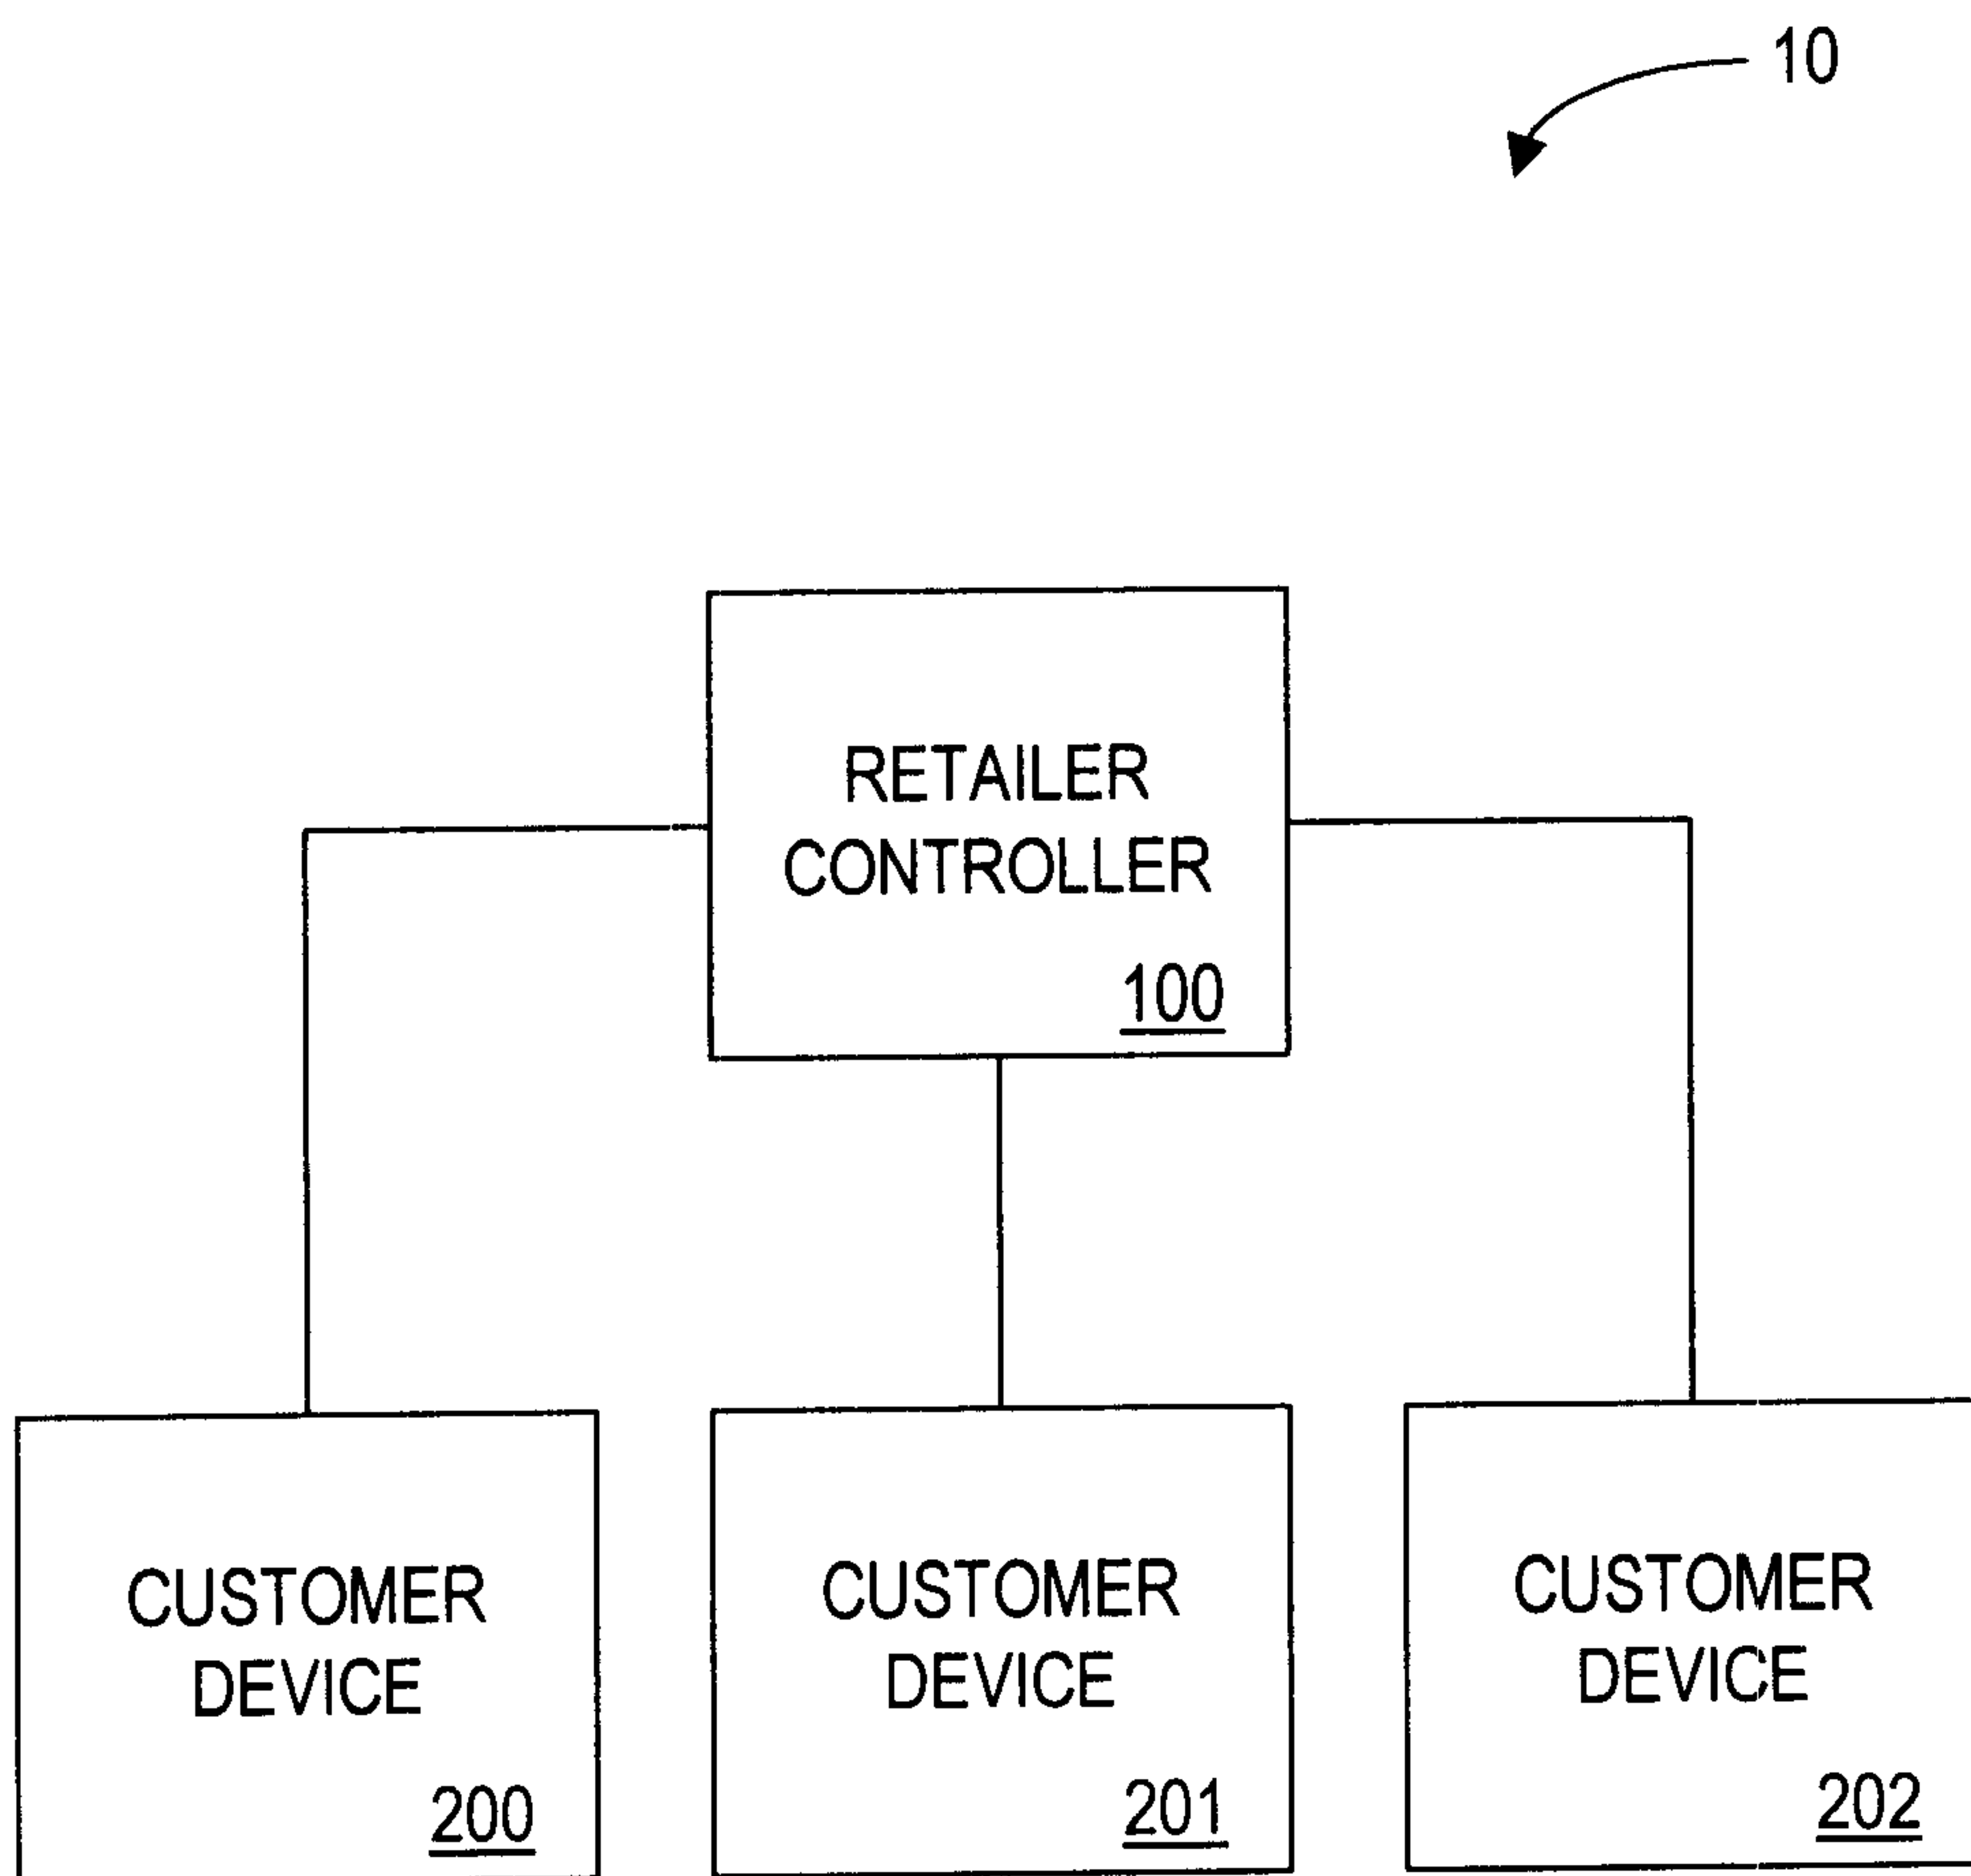 10
RETAILER
CONTROLLER
100
CUSTOMER
DEVICE
200
CUSTOMER
DEVICE
201
CUSTOMER
DEVICE
202